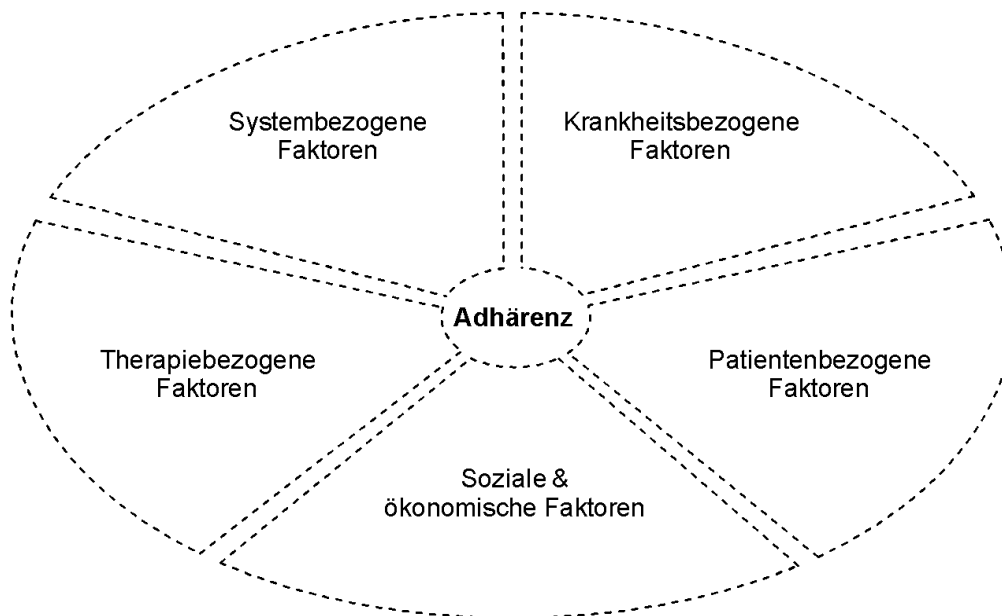 Systembezogene
Faktoren
Krankheitsbezogene
Faktoren
Adhärenz
Therapiebezogene
Faktoren
Patientenbezogene
Faktoren
Soziale &
ökonomische Faktoren